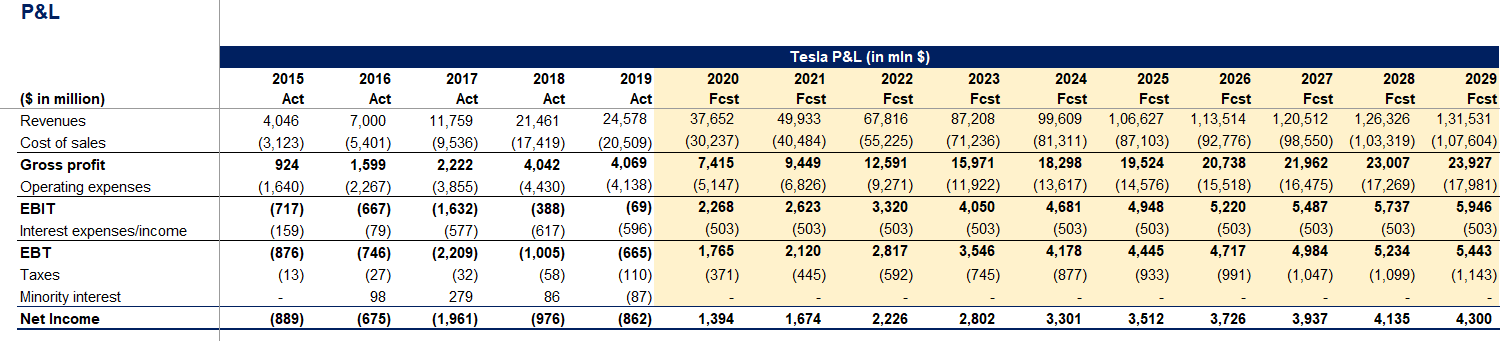 P&L
Tesla P&L (in mln $)
2015 2016 2017 2018 2019 2020 2021 2022 2023 2024 2025 2026 2027 2028 2029
($ in million) Act Act Act Act Act Fcst Fcst Fcst Fcst Fcst Fcst Fcst Fcst Fcst Fcst
Revenues 4,046 7,000 11,759 21,461 24,578 37,652 49,933 67,816 87,208 99,609 1,06,627 1,13,514 1,20,512 1,26,326 1,31,531
Cost of sales (3,123) (5,401) (9,536) (17,419) (20,509) (30,237) (40,484) (55,225) (71,236) (81,311) (87,103) (92,776) (98,550) (1,03,319) (1,07,604)
Gross profit 924 1,599 2,222 4,042 4,069 7,415 9,449 12,591 15,971 18,298 19,524 20,738 21,962 23,007 23,927
Operating expenses (1,640) (2,267) (3,855) (4,430) (4,138) (5,147) (6,826) (9,271) (11,922) (13,617) (14,576) (15,518) (16,475) (17,269) (17,981)
EBIT (717) (667) (1,632) (388) (69) 2,268 2,623 3,320 4,050 4,681 4,948 5,220 5,487 5,737 5,946
Interest expenses/income (159) (79) (577) (617) (596) (503) (503) (503) (503) (503) (503) (503) (503) (503) (503)
EBT (876) (746) (2,209) (1,005) (665) 1,765 2,120 2,817 3,546 4,178 4,445 4,717 4,984 5,234 5,443
Taxes (13) (27) (32) (58) (110) (371) (445) (592) (745) (877) (933) (991) (1,047) (1,099) (1,143)
Minority interest - 98 279 86 (87) - - - - - - - - - -
Net Income (889) (675) (1,961) (976) (862) 1,394 1,674 2,226 2,802 3,301 3,512 3,726 3,937 4,135 4,300